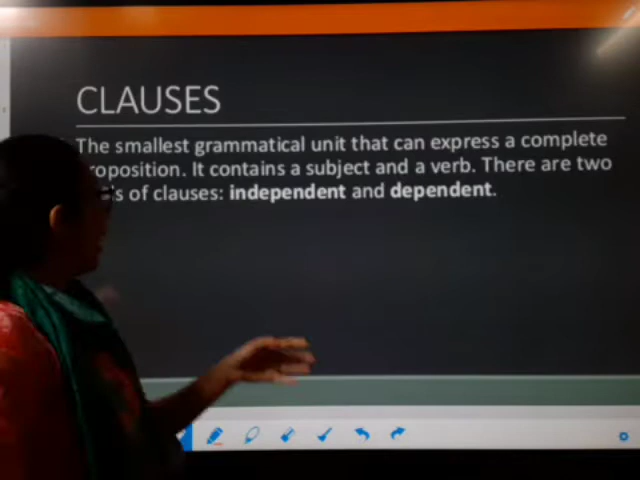 CLAUSES
The smallest grammatical unit that can express a complete
roposition. It contains a subject and a verb. There are two
s of clauses: independent and dependent.